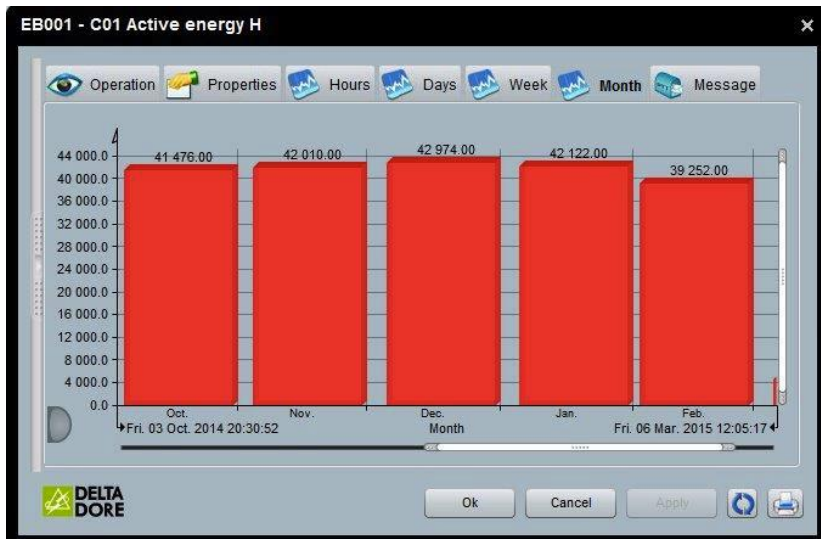 EB001 - C01 Active energy H
Operation Properties Hours Days Week Month Message
41 476.00 42 010.00 42 974.00 42 122.00 39 252.00
44 000.0
40 000.0
36 000.0
32 000.0
28 000.0
24 000.0
20 000.0
16 000.0
12 000.0
8 000.0
4 000.0
0.0
Oct. Nov. Dec. Jan. Feb.
Fri. 03 Oct. 2014 20:30:52 Month Fri. 06 Mar. 2015 12:05:17
DELTA
DORE
Ok Cancel Apply